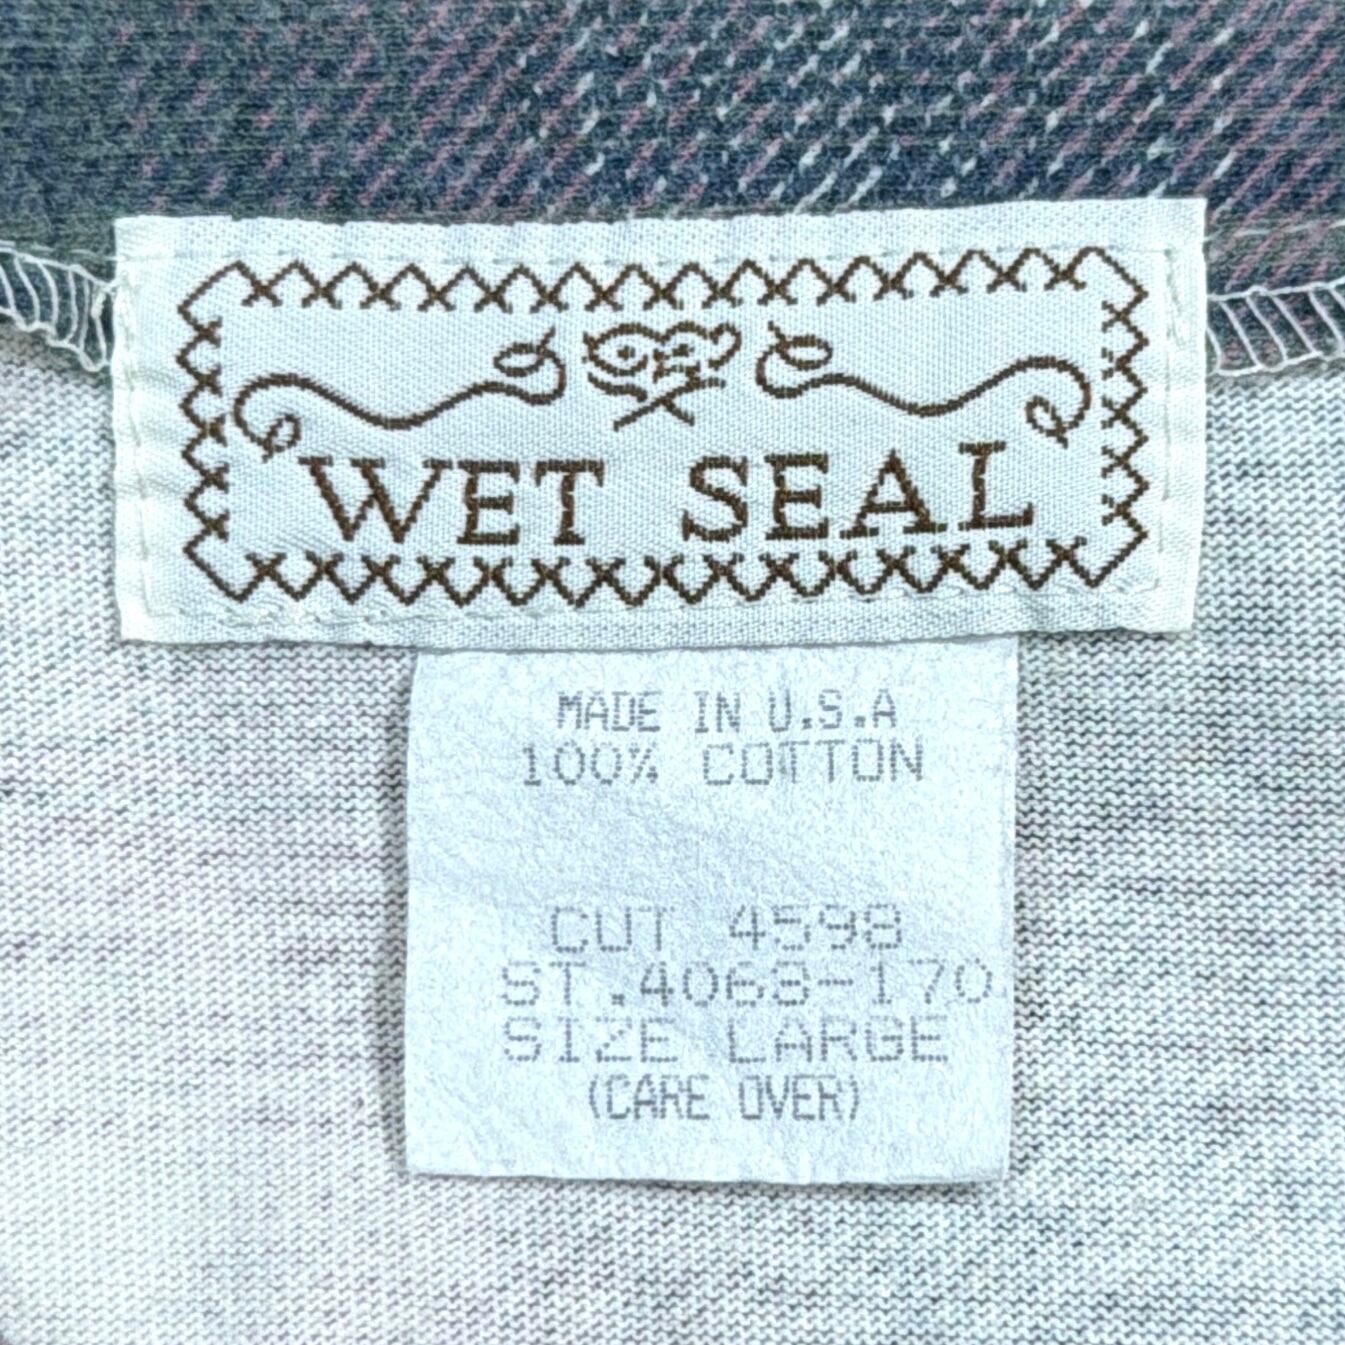 WET SEAL
MADE IN U.S.A
100% COTTON
CUT 4598
ST.4068-170
SIZE LARGE
(CARE OVER)